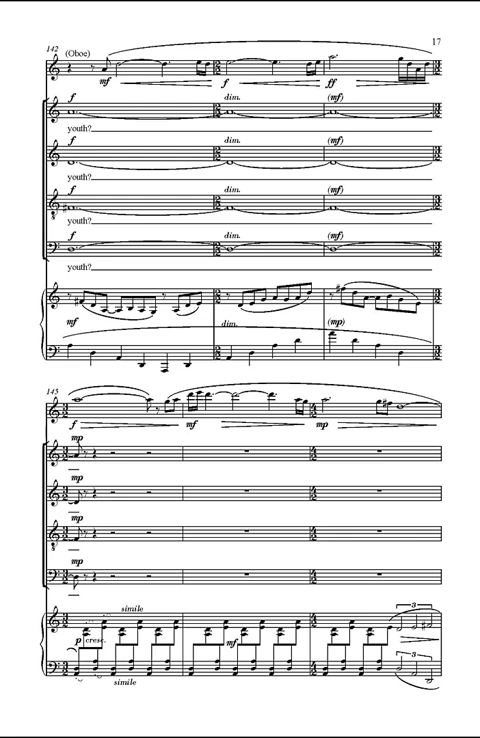 17
142
(Oboe)
mf f ff
f dim. (mf)
youth?
f dim. (mf)
youth?
f dim. (mf)
youth?
f dim. (mf)
youth?
mf dim. (mp)
145
f mf mp
mp
mp
mp
mp
simile
p cresc. mf
3
3
simile